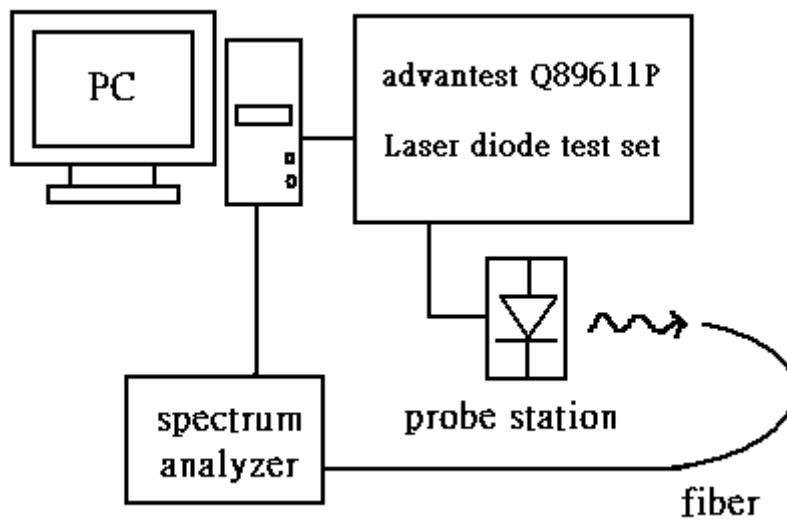 PC
advantest Q89611P
Laser diode test set
probe station
spectrum
analyzer
fiber